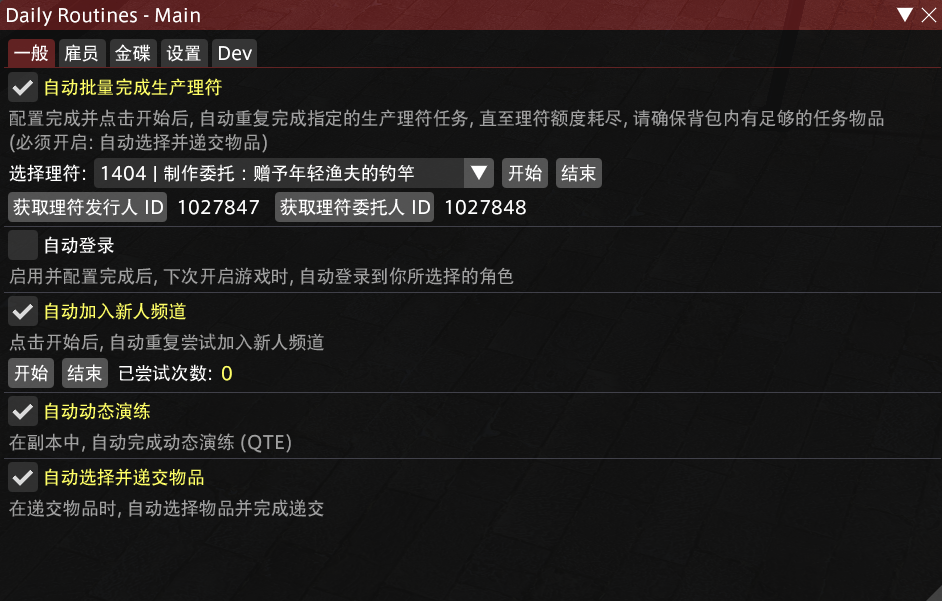 Daily Routines - Main
一般 雇员 金碟 设置 Dev
自动批量完成生产理符
配置完成并点击开始后, 自动重复完成指定的生产理符任务, 直至理符额度耗尽, 请确保背包内有足够的任务物品
(必须开启: 自动选择并递交物品)
选择理符: 1404 | 制作委托：赠予年轻渔夫的钓竿 开始 结束
获取理符发行人 ID 1027847 获取理符委托人 ID 1027848
自动登录
启用并配置完成后, 下次开启游戏时, 自动登录到你所选择的角色
自动加入新人频道
点击开始后, 自动重复尝试加入新人频道
开始 结束 已尝试次数: 0
自动动态演练
在副本中, 自动完成动态演练 (QTE)
自动选择并递交物品
在递交物品时, 自动选择物品并完成递交